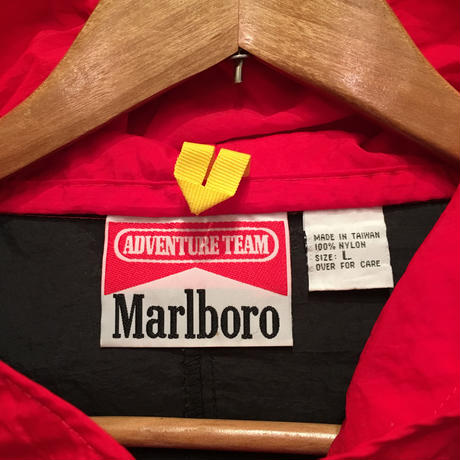 ADVENTURE TEAM
Marlboro
MADE IN TAIWAN
100% NYLON
SIZE: L
OVER FOR CARE